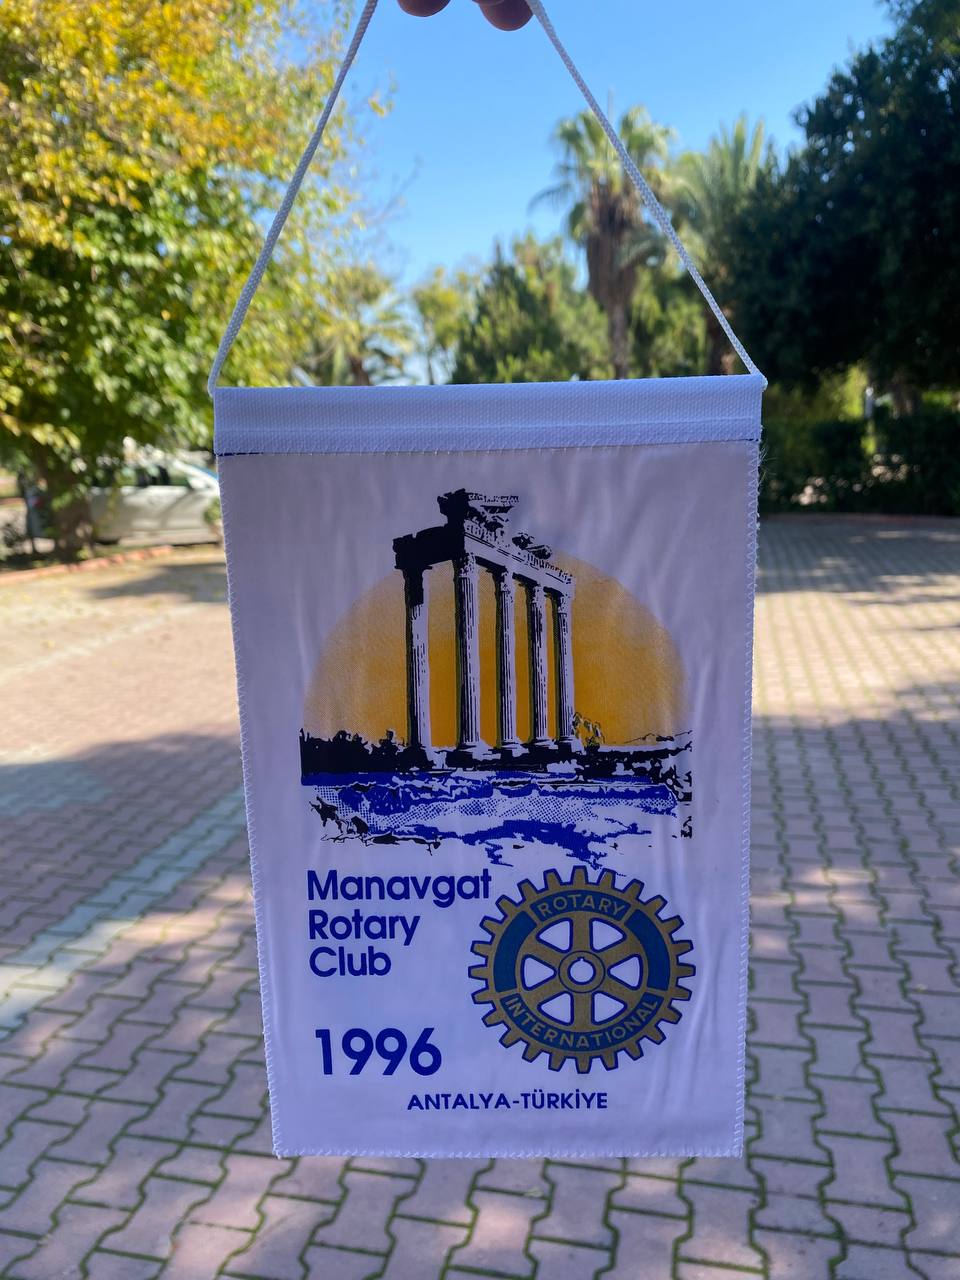 Manavgat
Rotary
Club
ROTARY
INTERNATIONAL
1996
ANTALYA-TÜRKİYE